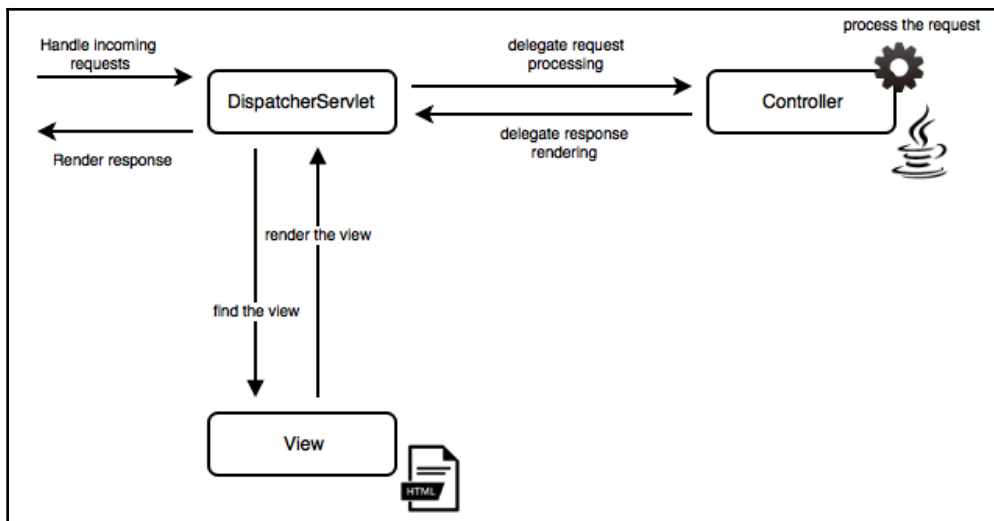 process the request
Handle incoming
requests
delegate request
processing
DispatcherServlet
Controller
delegate response
rendering
Render response
render the view
find the view
View
HTML